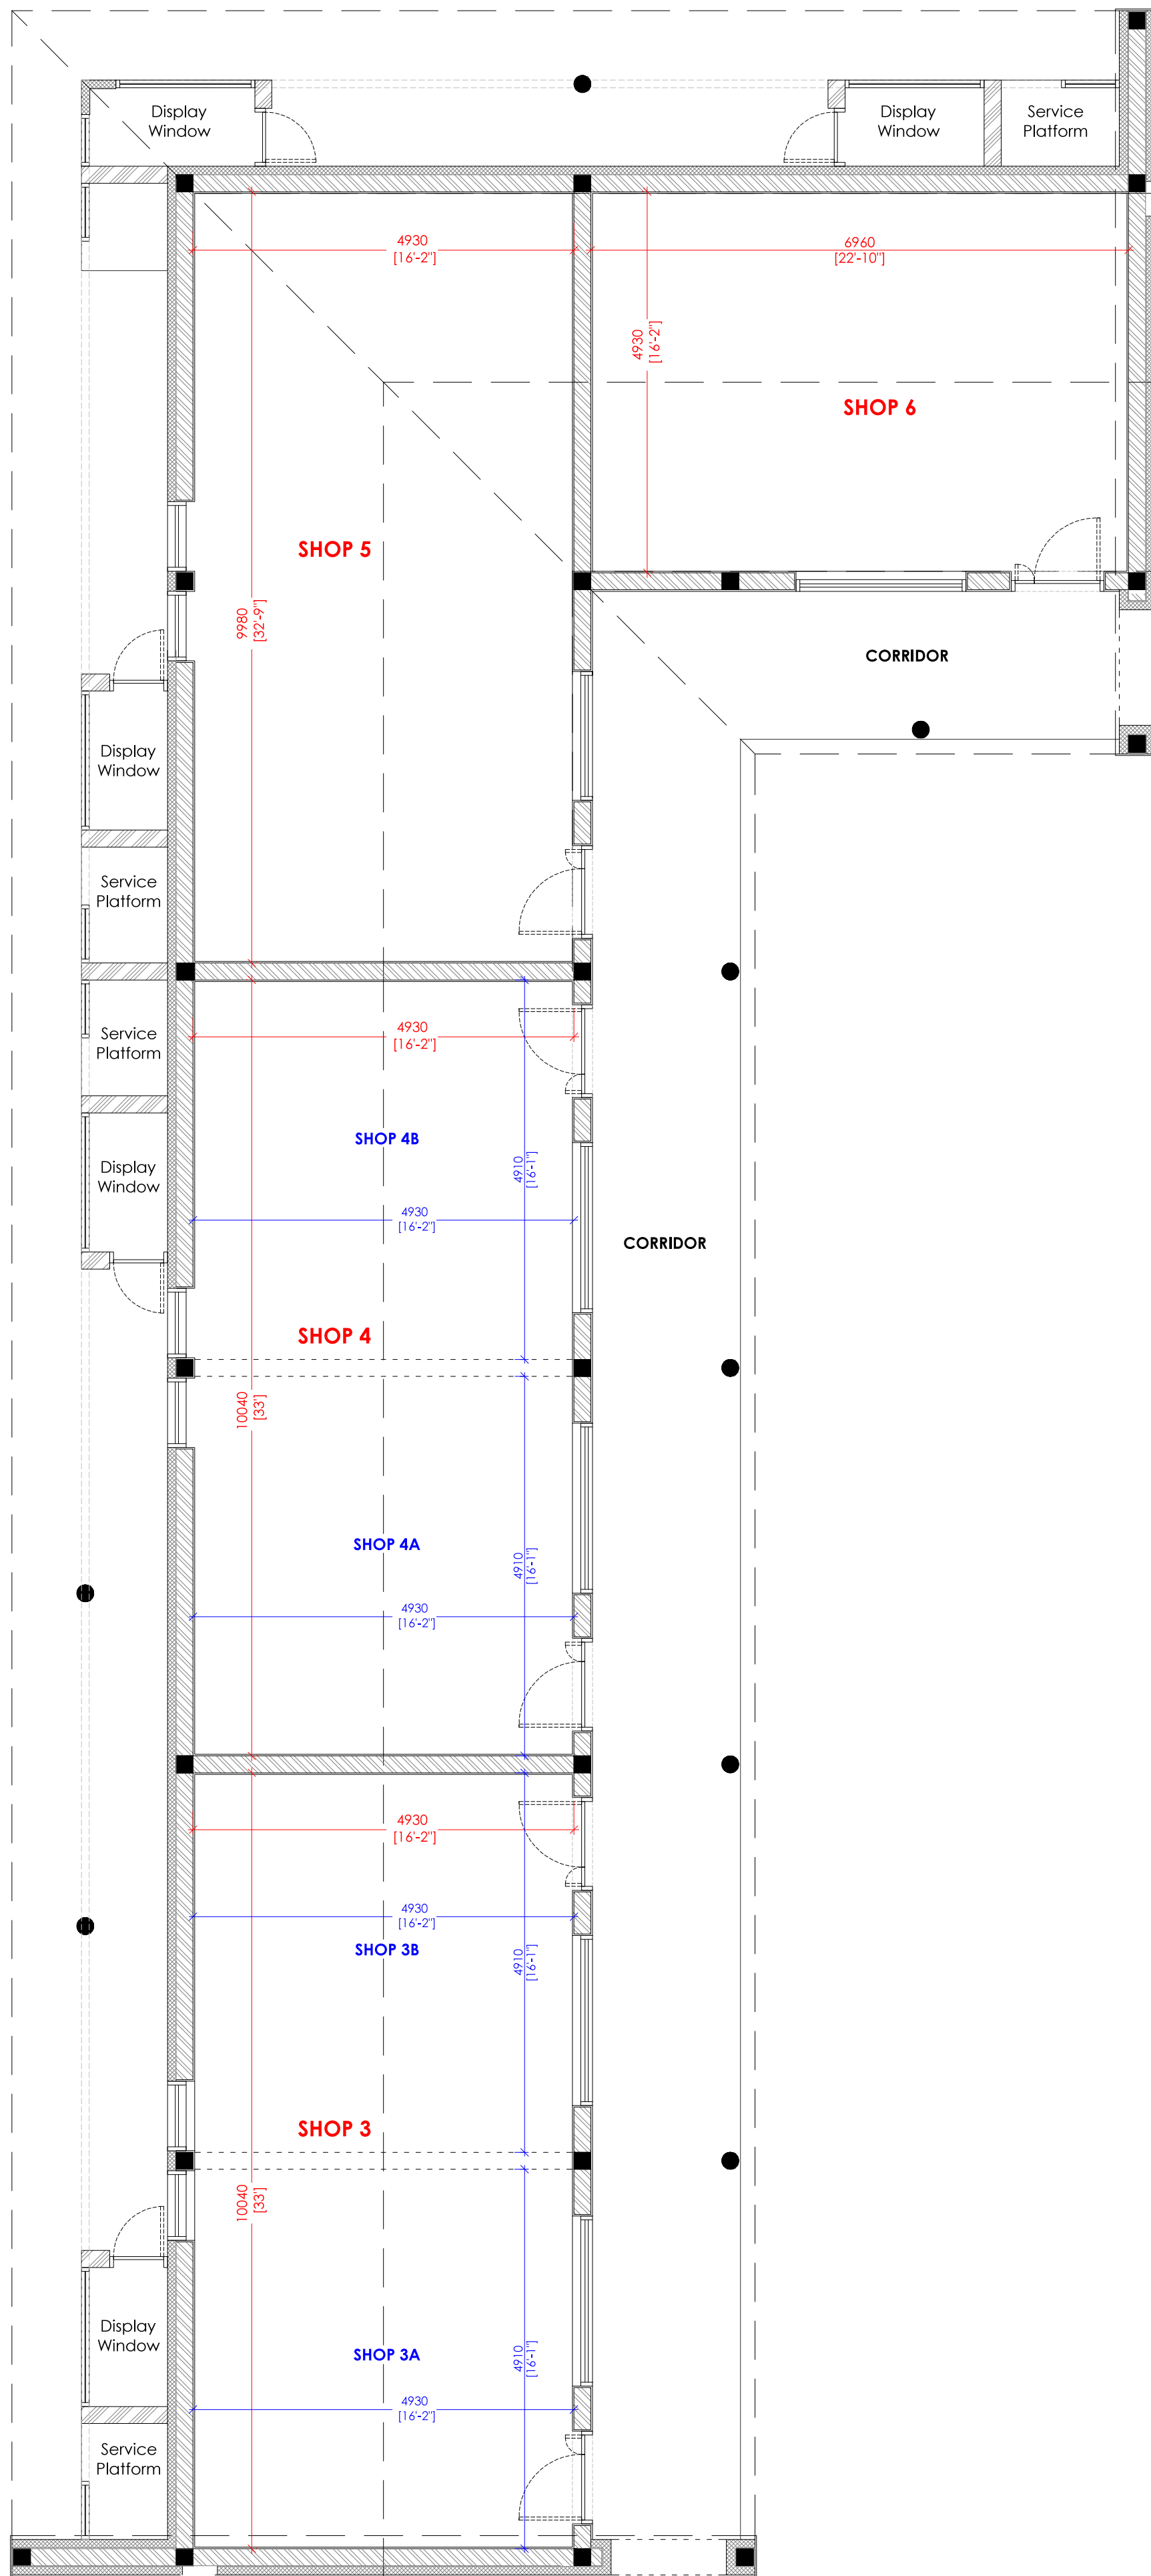 Display
Window
Display
Window
Service
Platform
4930
[16'-2"]
6960
[22'-10"]
4930
[16'-2"]
SHOP 6
SHOP 5
9980
[32'-9"]
CORRIDOR
Display
Window
Service
Platform
Service
Platform
4930
[16'-2"]
SHOP 4B
4910
[16'-1"]
Display
Window
4930
[16'-2"]
CORRIDOR
SHOP 4
10040
[33']
SHOP 4A
4910
[16'-1"]
4930
[16'-2"]
4930
[16'-2"]
4930
[16'-2"]
SHOP 3B
4910
[16'-1"]
SHOP 3
10040
[33']
Display
Window
SHOP 3A
4910
[16'-1"]
4930
[16'-2"]
Service
Platform